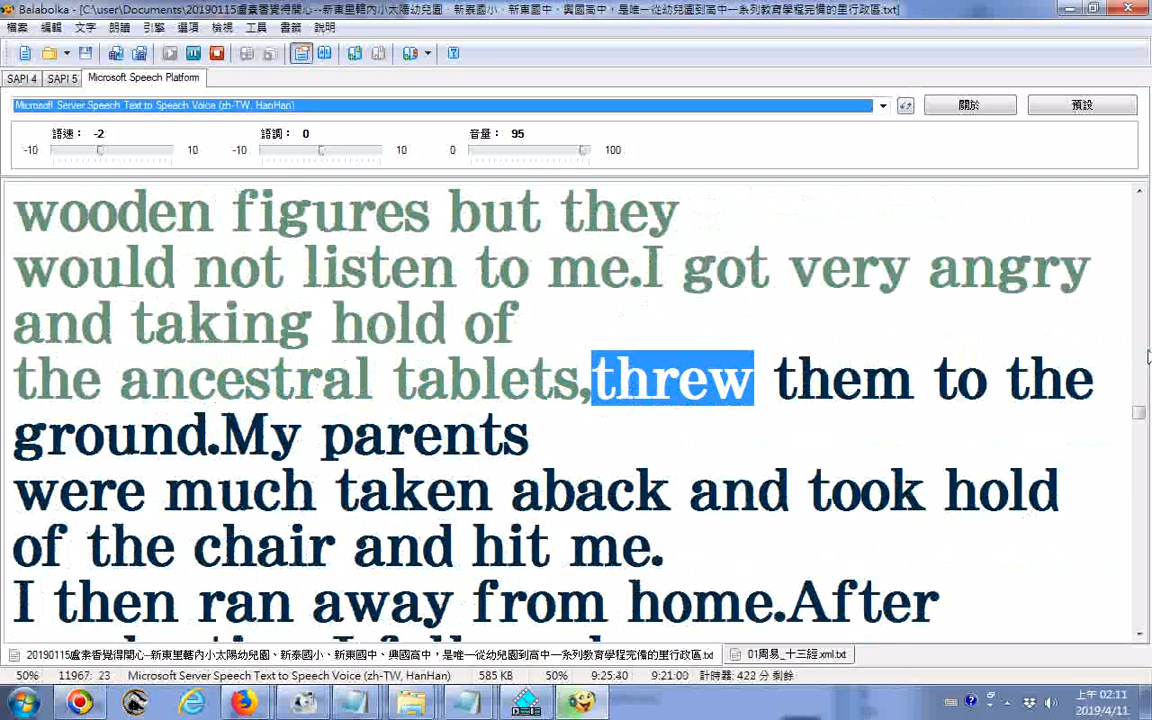 Balabolka - [C:\user\Documents\20190115盧素香覺得開心--新東里轄內小太陽幼兒園、新泰國小、新東國中、興國高中，是唯一從幼兒園到高中一系列教育學程完備的里行政區.txt]
檔案 編輯 文字 朗讀 引擎 選項 檢視 工具 書籤 說明
SAPI 4 SAPI 5 Microsoft Speech Platform
Microsoft Server Speech Text to Speech Voice (zh-TW, HanHan) 關於 預設
語速： -2 語調： 0 音量： 95
-10 10 -10 10 0 100
wooden figures but they
would not listen to me.I got very angry
and taking hold of
the ancestral tablets,threw them to the
ground.My parents
were much taken aback and took hold
of the chair and hit me.
I then ran away from home.After
20190115盧素香覺得開心--新東里轄內小太陽幼兒園、新泰國小、新東國中、興國高中，是唯一從幼兒園到高中一系列教育學程完備的里行政區.txt 01周易_十三經.xml.txt
50% 11967: 23 Microsoft Server Speech Text to Speech Voice (zh-TW, HanHan) 585 KB 50% 9:25:40 9:21:00 計時器: 422 分 剩餘
上午 02:11
2019/4/11